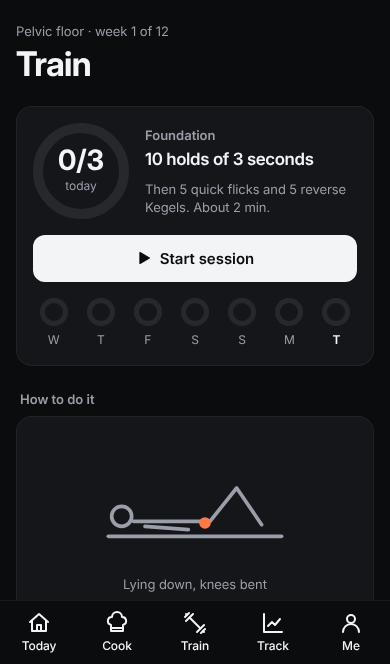 Pelvic floor · week 1 of 12
Train
0/3
today
Foundation
10 holds of 3 seconds
Then 5 quick flicks and 5 reverse
Kegels. About 2 min.
Start session
W T F S S M T
How to do it
Lying down, knees bent
Today Cook Train Track Me